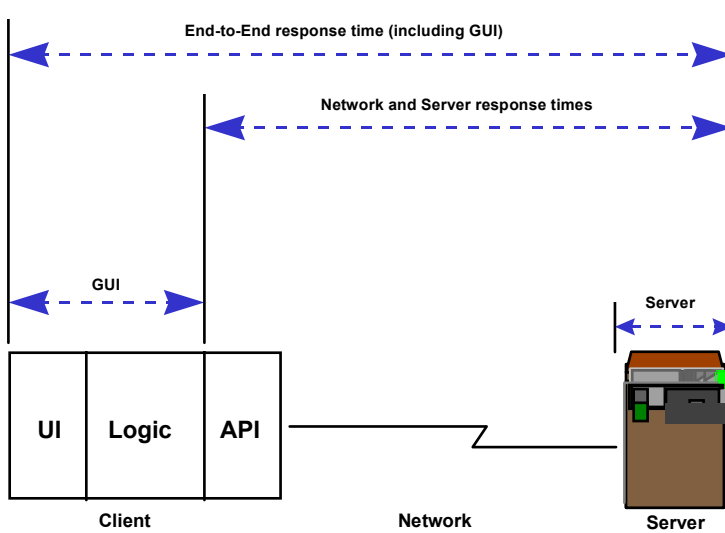 End-to-End response time (including GUI)
Network and Server response times
GUI
Server
UI
Logic
API
Client
Network
Server